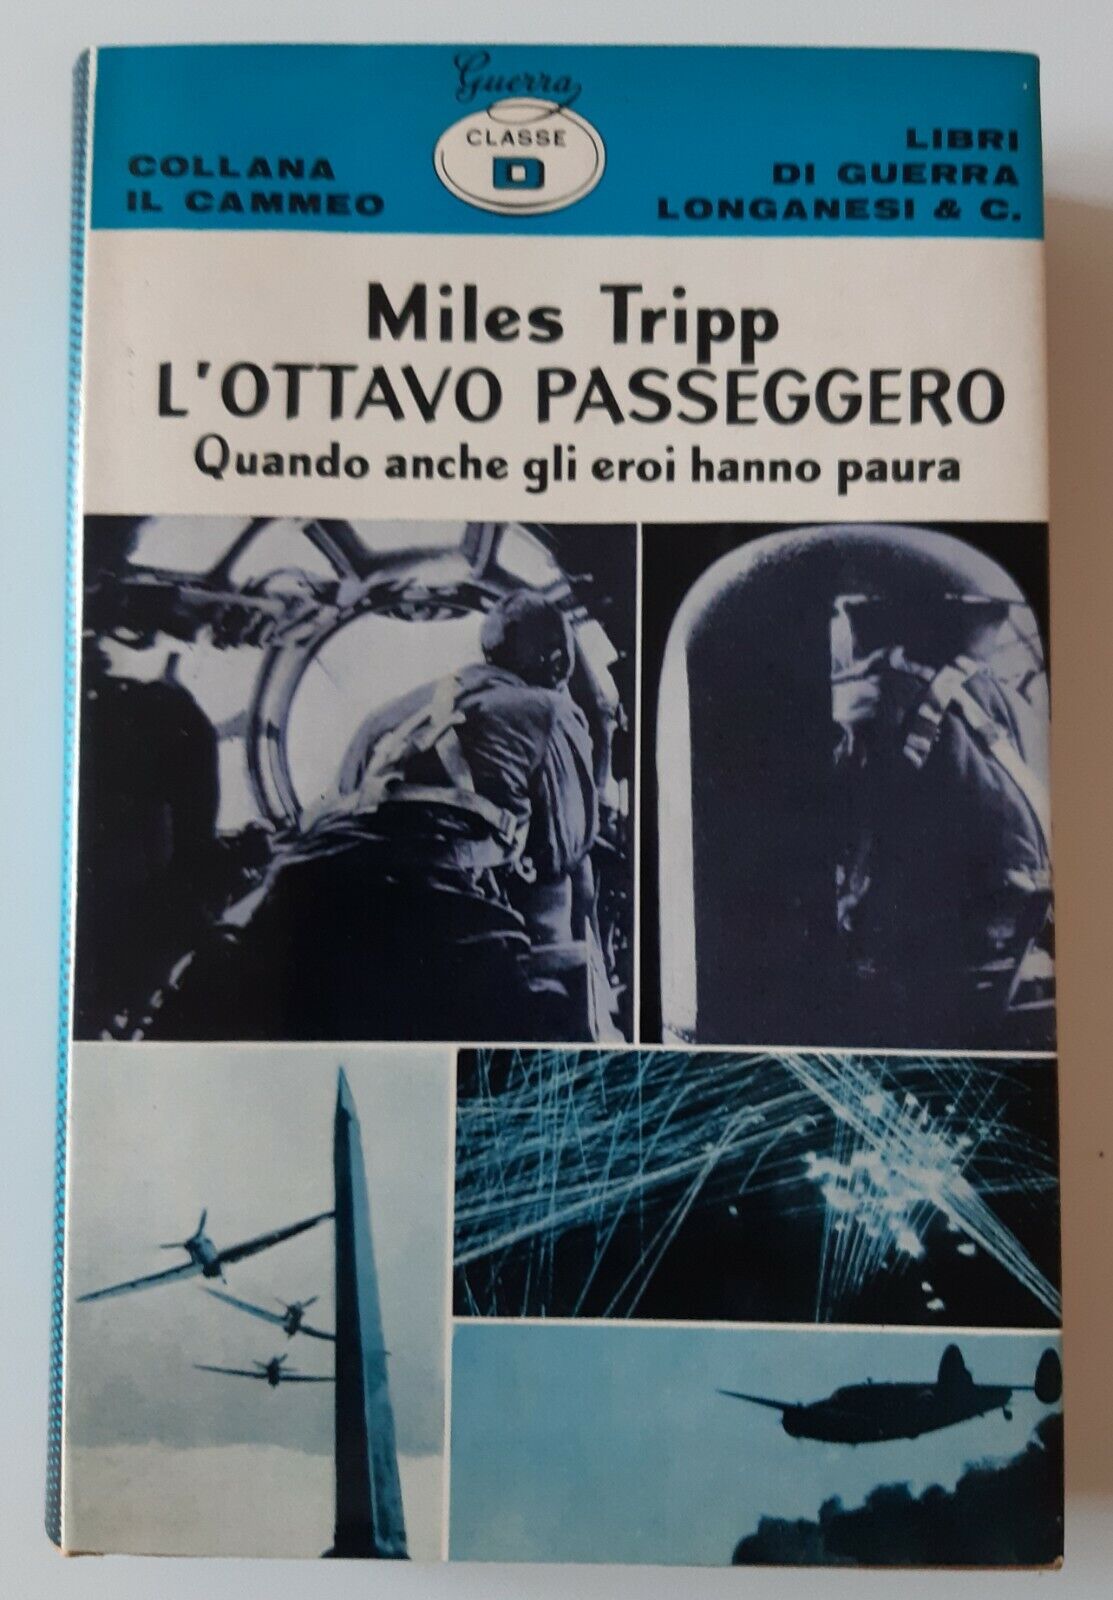 Guerra
CLASSE
D
COLLANA
IL CAMMEO
LIBRI
DI GUERRA
LONGANESI & C.
Miles Tripp
L'OTTAVO PASSEGGERO
Quando anche gli eroi hanno paura